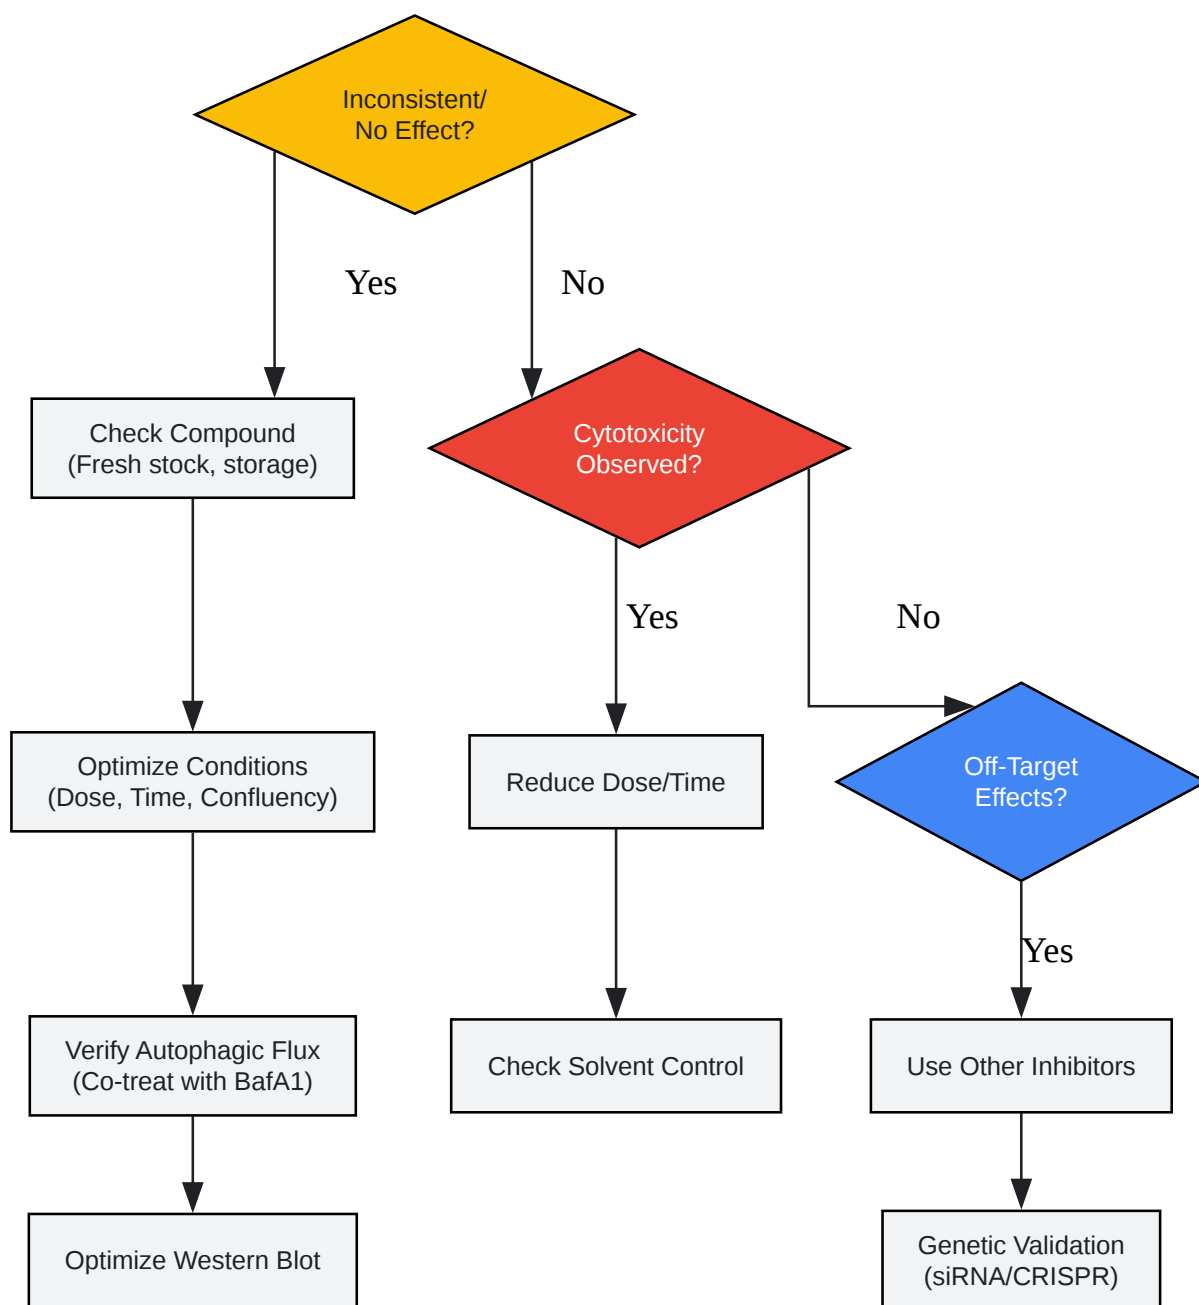 Inconsistent/
No Effect?
Yes
No
Check Compound
(Fresh stock, storage)
Cytotoxicity
Observed?
Yes
No
Optimize Conditions
(Dose, Time, Confluency)
Reduce Dose/Time
Off-Target
Effects?
Yes
Verify Autophagic Flux
(Co-treat with BafA1)
Check Solvent Control
Use Other Inhibitors
Optimize Western Blot
Genetic Validation
(siRNA/CRISPR)